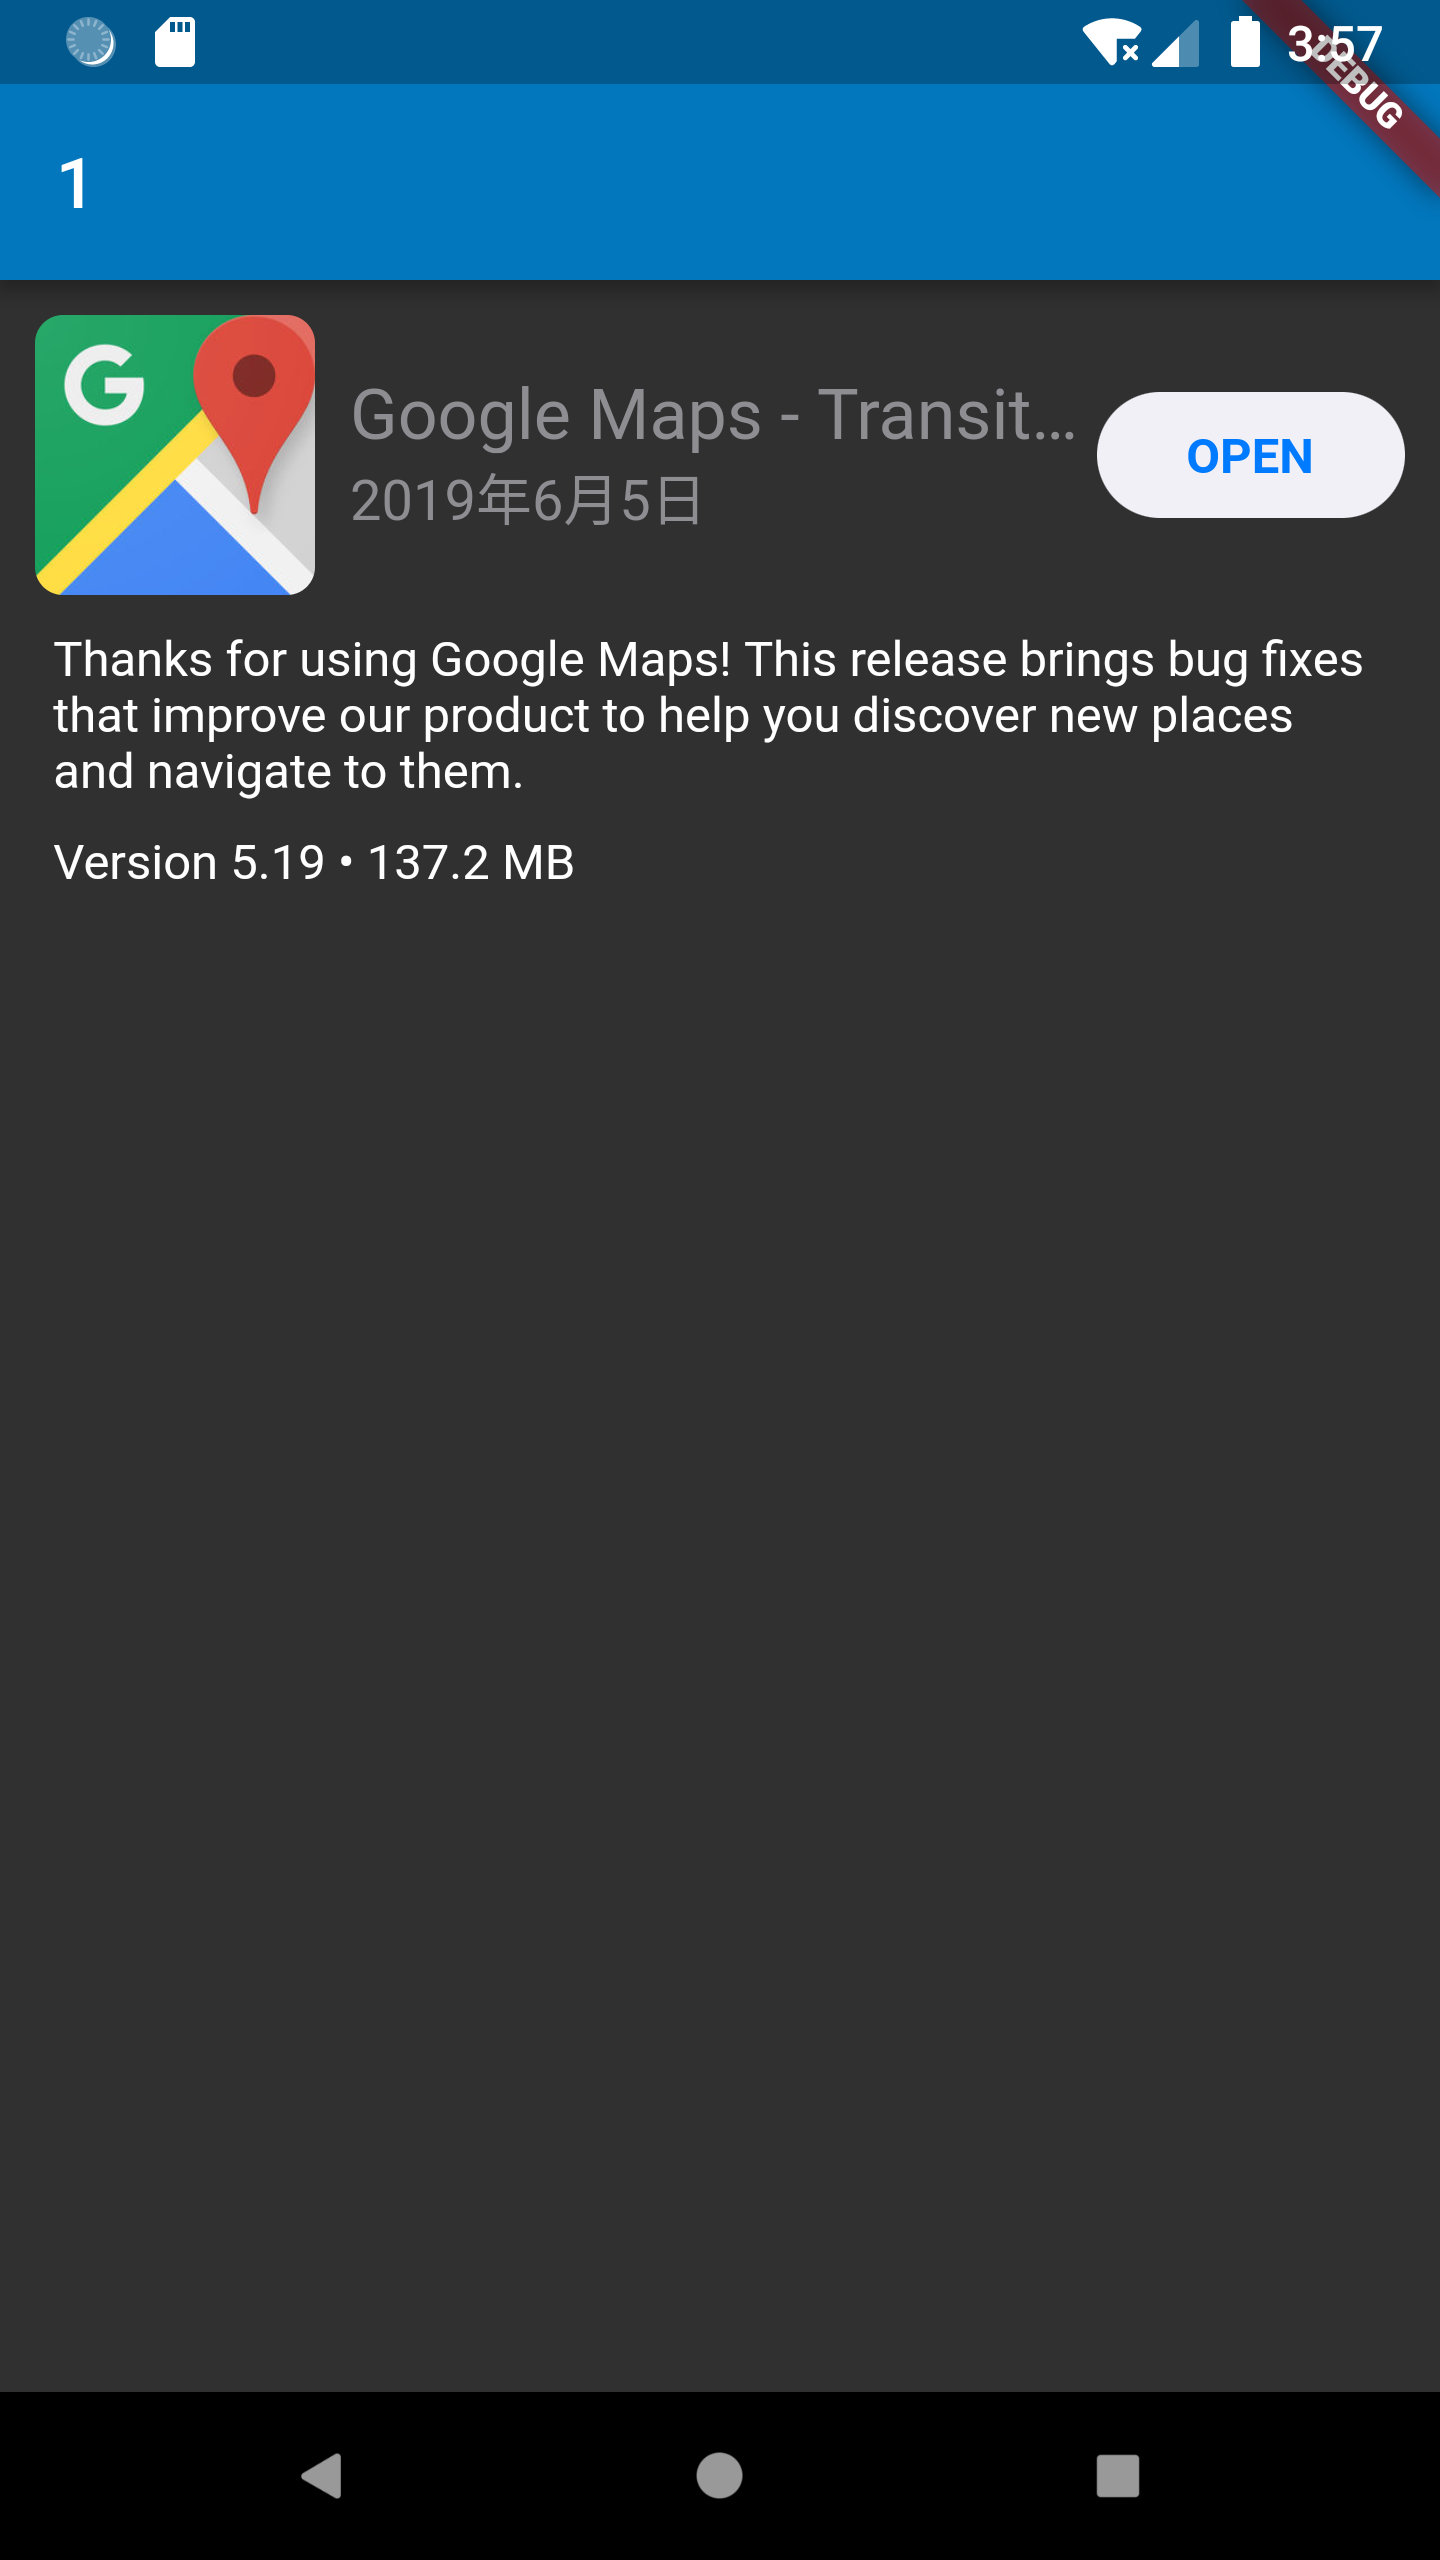 3:57
DEBUG
1
G
Google Maps - Transit...
2019年6月5日
OPEN
Thanks for using Google Maps! This release brings bug fixes
that improve our product to help you discover new places
and navigate to them.
Version 5.19 • 137.2 MB